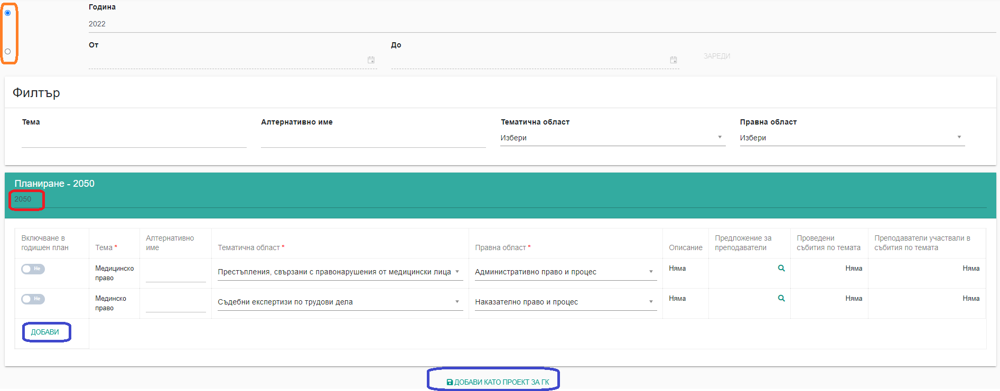 Година
2022
От До
ЗАРЕДИ
Филтър
Тема Алтернативно име Тематична област Правна област
Избери Избери
Планиране - 2050
2050
Включване в годишен план Тема * Алтернативно име Тематична област * Правна област * Описание Предложение за преподаватели Проведени събития по темата Преподаватели участвали в събития по темата
Не Медицинско право Престъпления, свързани с правонарушения от медицински лица Административно право и процес Няма Няма Няма
Не Мединско право Съдебни експертизи по трудови дела Наказателно право и процес Няма Няма Няма
ДОБАВИ
ДОБАВИ КАТО ПРОЕКТ ЗА ГК